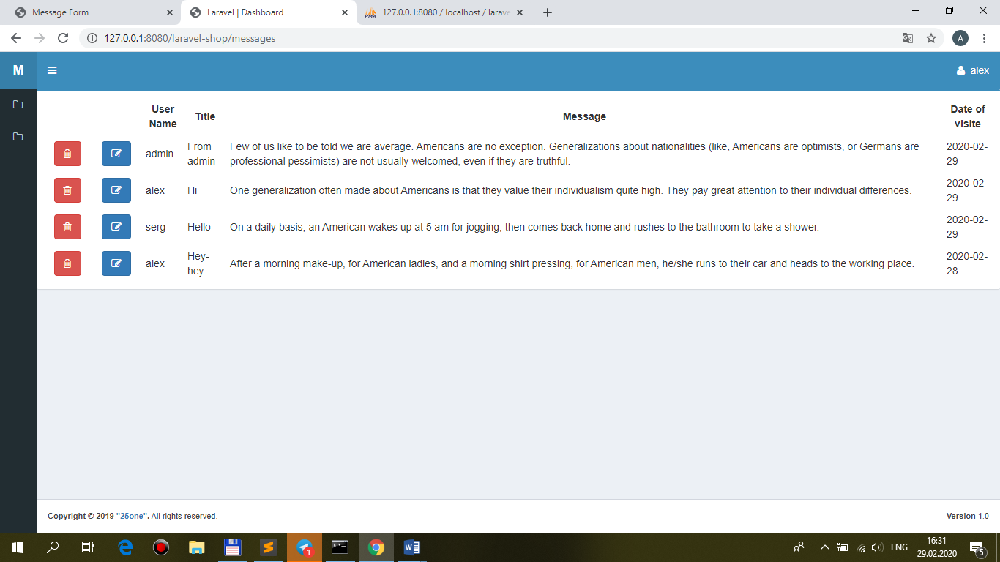 Message Form
Laravel | Dashboard
127.0.0.1:8080 / localhost / larave
127.0.0.1:8080/laravel-shop/messages
A
M
alex
User Name Title Message Date of visite
admin From admin Few of us like to be told we are average. Americans are no exception. Generalizations about nationalities (like, Americans are optimists, or Germans are professional pessimists) are not usually welcomed, even if they are truthful. 2020-02-29
alex Hi One generalization often made about Americans is that they value their individualism quite high. They pay great attention to their individual differences. 2020-02-29
serg Hello On a daily basis, an American wakes up at 5 am for jogging, then comes back home and rushes to the bathroom to take a shower. 2020-02-29
alex Hey-hey After a morning make-up, for American ladies, and a morning shirt pressing, for American men, he/she runs to their car and heads to the working place. 2020-02-28
Copyright © 2019 "25one". All rights reserved. Version 1.0
1
ENG
16:31
29.02.2020
5